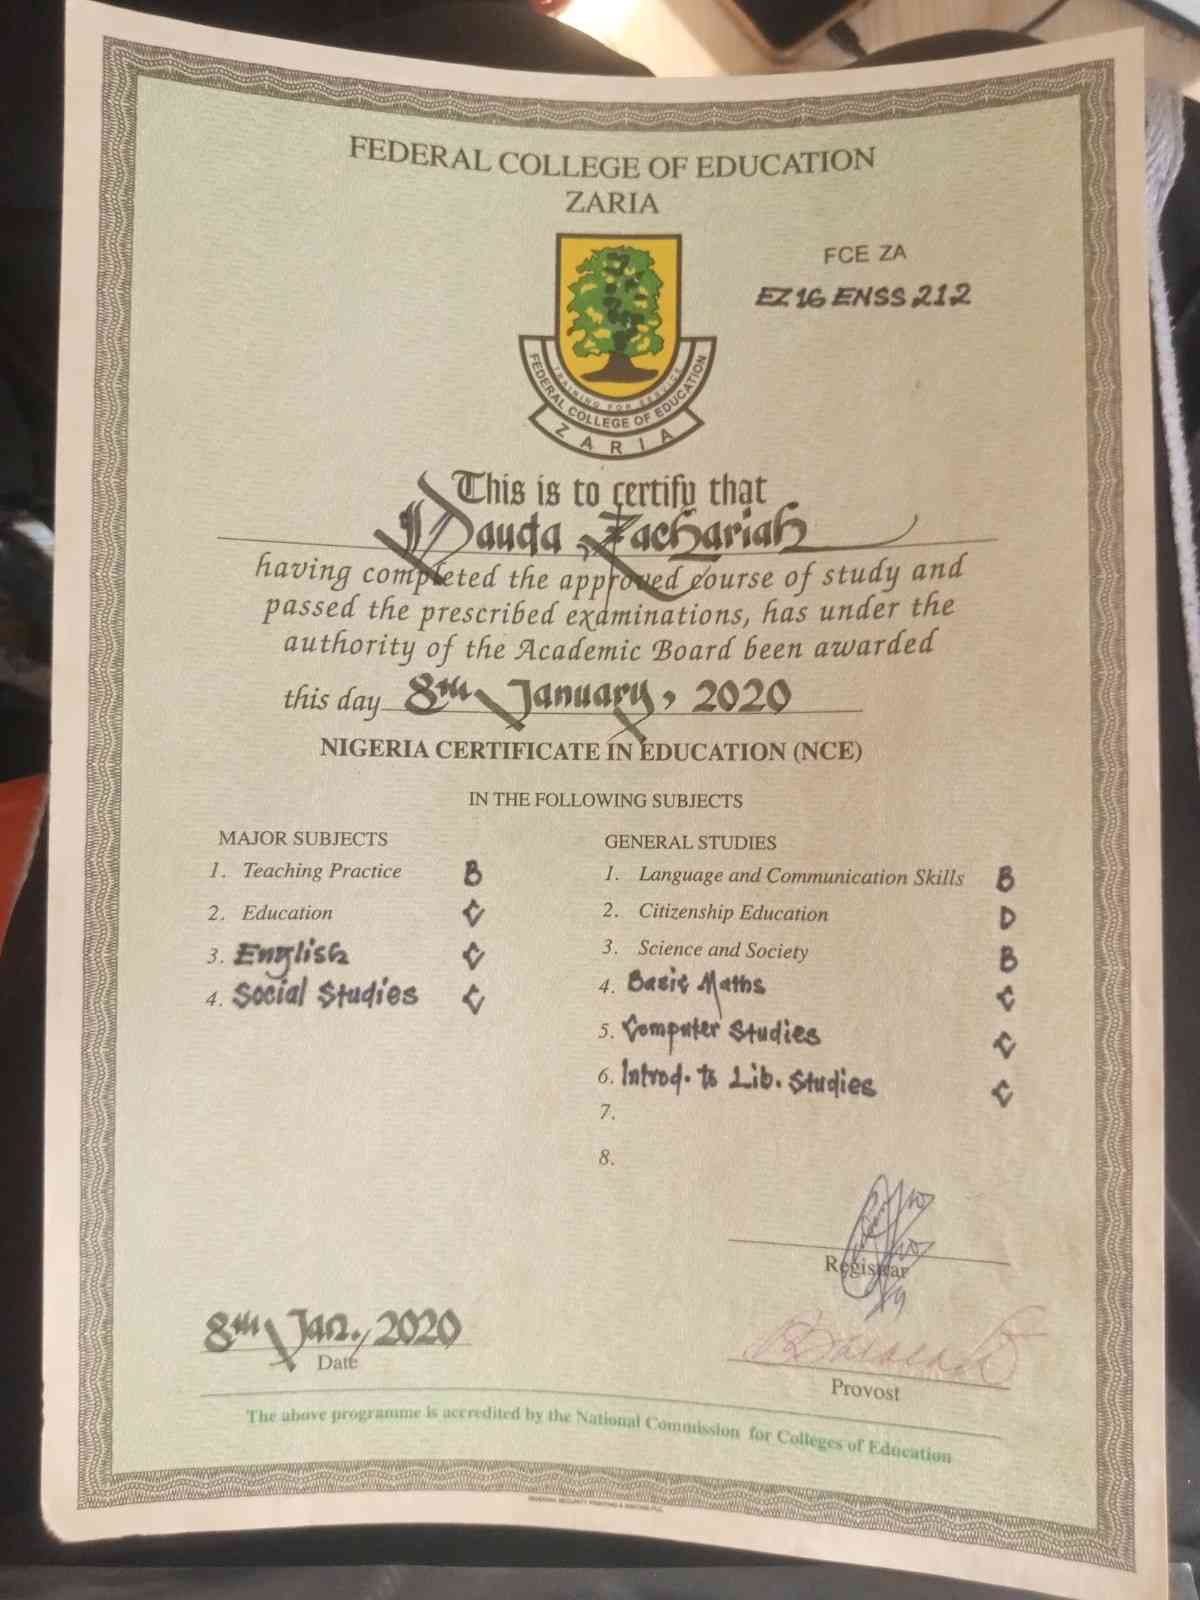 FEDERAL COLLEGE OF EDUCATION
ZARIA
FCE ZA
EZ16 ENSS 212
TRAINING FOR SERVICE
FEDERAL COLLEGE OF EDUCATION
ZARIA
This is to certify that
Dauda, Zachariah
having completed the approved course of study and
passed the prescribed examinations, has under the
authority of the Academic Board been awarded
this day 8th January, 2020
NIGERIA CERTIFICATE IN EDUCATION (NCE)
IN THE FOLLOWING SUBJECTS
MAJOR SUBJECTS
1. Teaching Practice B
2. Education C
3. English C
4. Social Studies C
GENERAL STUDIES
1. Language and Communication Skills B
2. Citizenship Education D
3. Science and Society B
4. Basic Maths C
5. Computer Studies C
6. Introd. to Lib. Studies C
7.
8.
Registrar
8th Jan., 2020
Date
Provost
The above programme is accredited by the National Commission for Colleges of Education